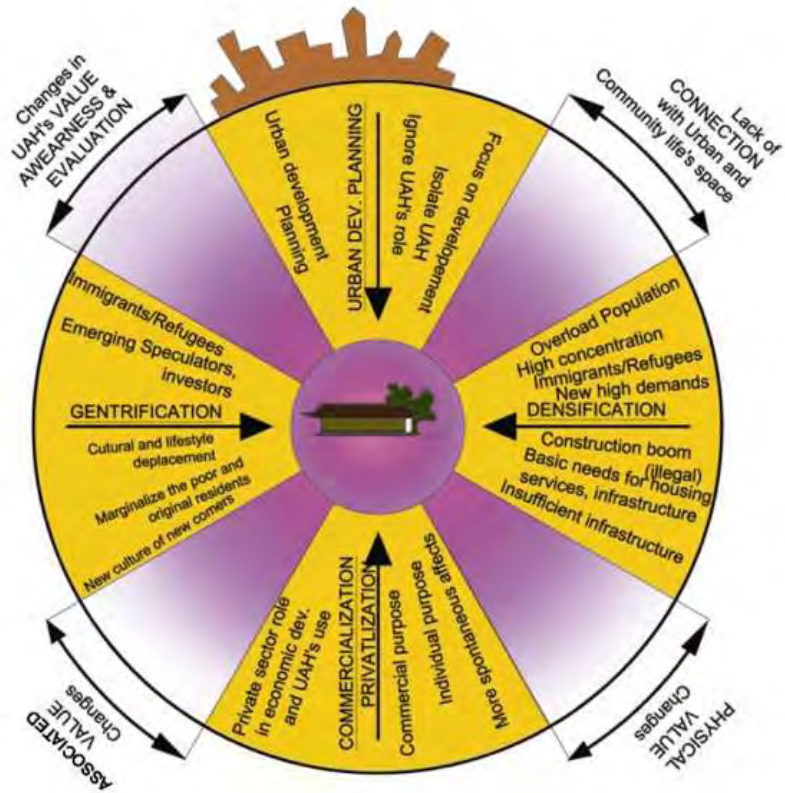 Changes in
UAH's VALUE
AWEARNESS &
EVALUATION
Lack of
CONNECTION
with Urban and
Community life's space
Urban development
Planning
URBAN DEV. PLANNING
Ignore UAH's role
Isolate UAH
Focus on developement
Immigrants/Refugees
Emerging Speculators,
investors
GENTRIFICATION
Cutural and lifestyle
deplacement
Marginalize the poor and
original residents
New culture of new comers
Overload Population
High concentration
Immigrants/Refugees
New high demands
DENSIFICATION
Construction boom
(illegal)
Basic needs for housing
services, infrastructure
Insufficient infrastructure
Private sector role
in economic dev.
and UAH's use
COMMERCIALIZATION
PRIVATLIZATION
Commercial purpose
Individual purpose
More spontaneous affects
ASSOCIATED
VALUE
Changes
PHYSICAL
VALUE
Changes